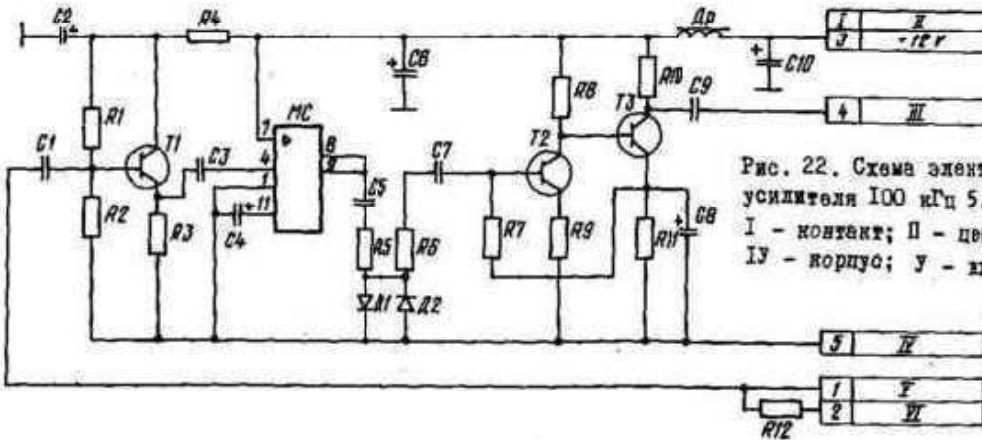 C2
R4
Др
I II
3 -12 V
C6
C10
R1
R8
R10
C9
4 III
MC
T3
C1
T1
C3
7
4
1
11
8
9
T2
C7
C5
R2
R3
C4
R5
R6
R7
R9
R11
C8
Д1
Д2
Рис. 22. Схема элект
усилителя 100 кГц 5.
I - контакт; П - це
IУ - корпус; У - в
5 IV
1 V
2 VI
R12